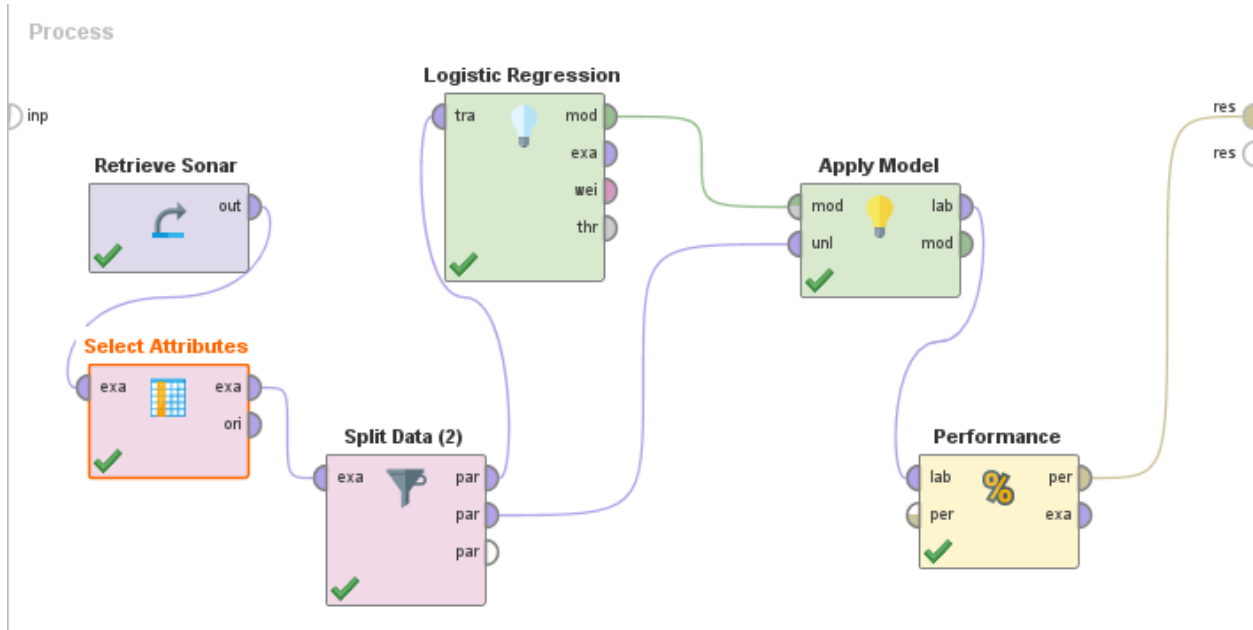 Process
inp
Retrieve Sonar
out
Select Attributes
exa exa
ori
Split Data (2)
exa par
par
par
Logistic Regression
tra mod
exa
wei
thr
Apply Model
mod lab
unl mod
Performance
lab per
per exa
%
res
res